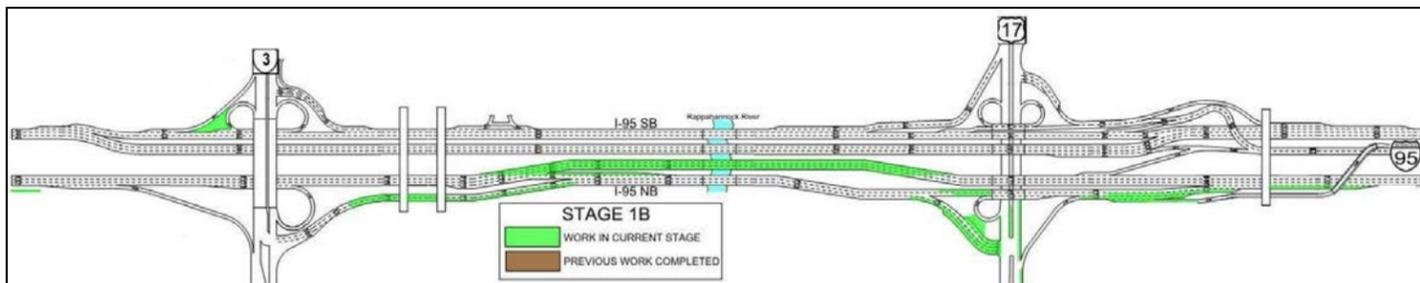 3
17
I-95 SB
Rappahannock River
95
I-95 NB
STAGE 1B
WORK IN CURRENT STAGE
PREVIOUS WORK COMPLETED